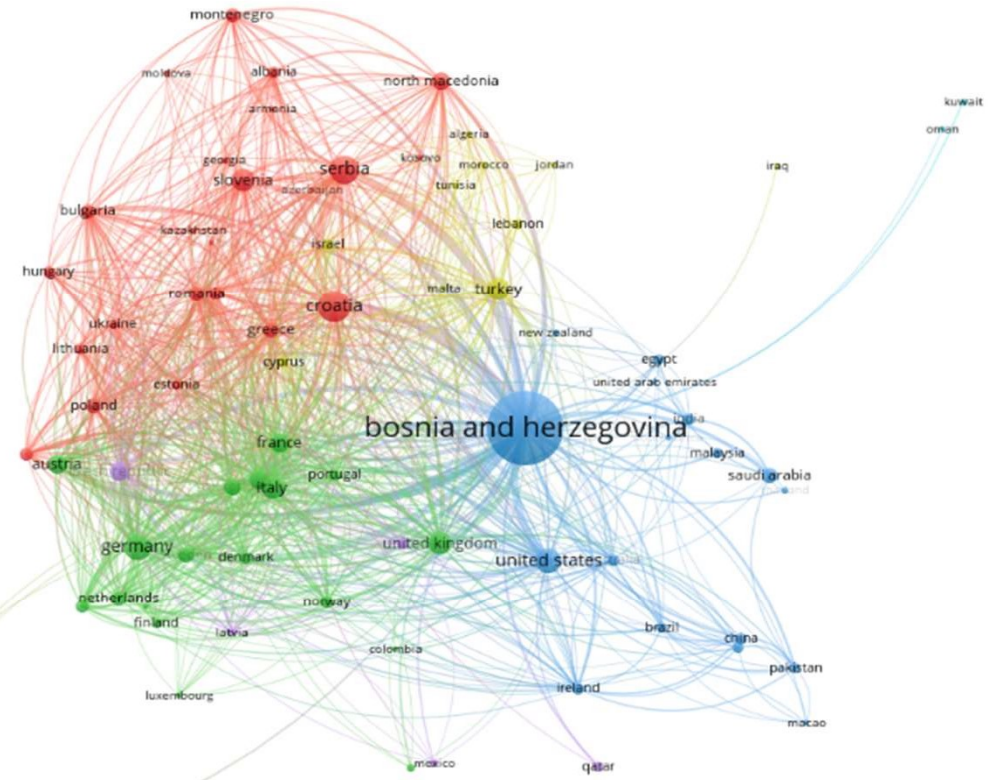 montenegro
moldova
albania
north macedonia
kuwait
armenia
oman
algeria
georgia
kosovo
morocco
jordan
iraq
serbia
slovenia
azerbaijan
tunisia
bulgaria
lebanon
kazakhstan
israel
hungary
malta
turkey
romania
croatia
ukraine
greece
new zealand
lithuania
cyprus
egypt
estonia
united arab emirates
poland
india
bosnia and herzegovina
france
malaysia
austria
portugal
saudi arabia
italy
germany
united kingdom
denmark
united states
netherlands
norway
finland
latvia
brazil
china
colombia
pakistan
ireland
luxembourg
macao
mexico
qatar